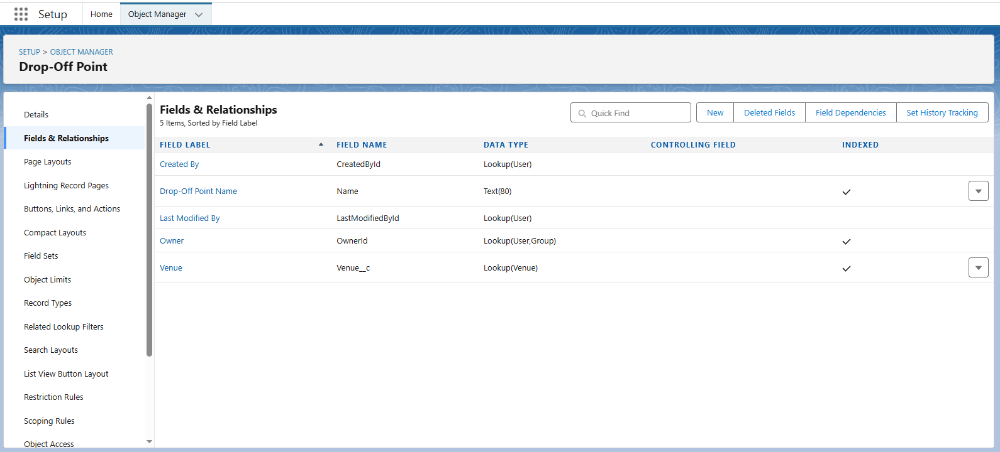 Setup
Home
Object Manager
SETUP > OBJECT MANAGER
Drop-Off Point
Details
Fields & Relationships
Page Layouts
Lightning Record Pages
Buttons, Links, and Actions
Compact Layouts
Field Sets
Object Limits
Record Types
Related Lookup Filters
Search Layouts
List View Button Layout
Restriction Rules
Scoping Rules
Object Access
Fields & Relationships
5 Items, Sorted by Field Label
Quick Find
New
Deleted Fields
Field Dependencies
Set History Tracking
FIELD LABEL FIELD NAME DATA TYPE CONTROLLING FIELD INDEXED
Created By CreatedById Lookup(User)
Drop-Off Point Name Name Text(80)
Last Modified By LastModifiedById Lookup(User)
Owner OwnerId Lookup(User,Group)
Venue Venue__c Lookup(Venue)